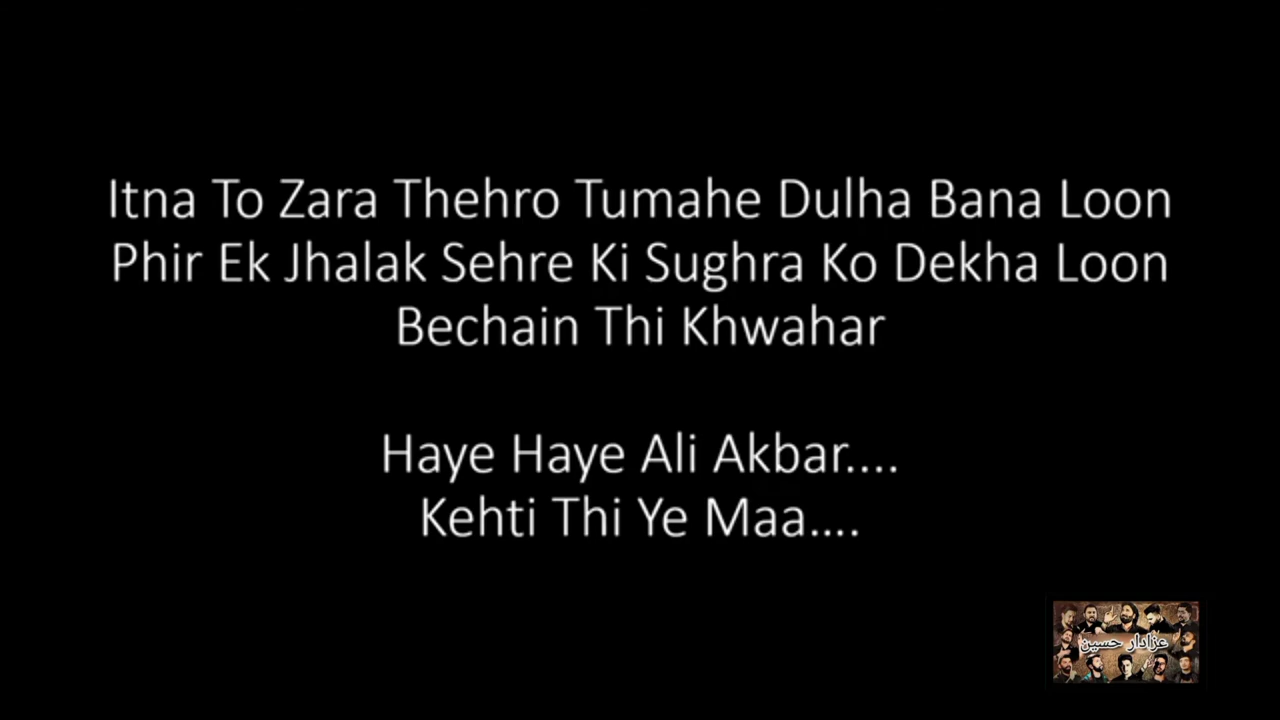 Itna To Zara Thehro Tumahe Dulha Bana Loon
Phir Ek Jhalak Sehre Ki Sughra Ko Dekha Loon
Bechain Thi Khwahar
Haye Haye Ali Akbar....
Kehti Thi Ye Maa....
عزادار حسین